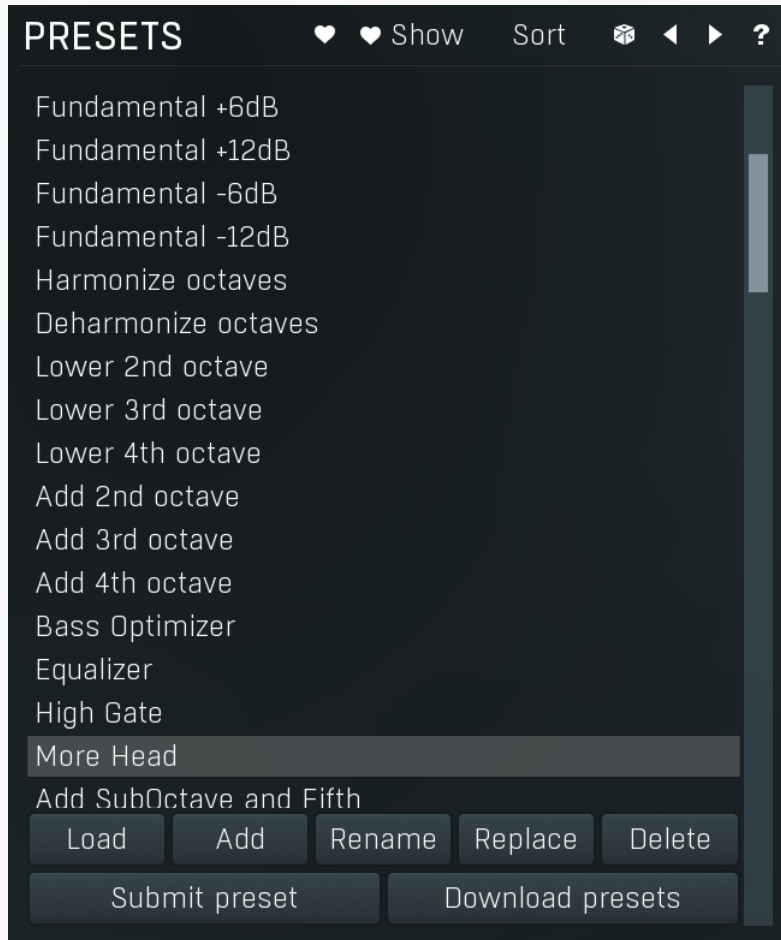 PRESETS Show Sort ?
Fundamental +6dB
Fundamental +12dB
Fundamental -6dB
Fundamental -12dB
Harmonize octaves
Deharmonize octaves
Lower 2nd octave
Lower 3rd octave
Lower 4th octave
Add 2nd octave
Add 3rd octave
Add 4th octave
Bass Optimizer
Equalizer
High Gate
More Head
Add SubOctave and Fifth
Load Add Rename Replace Delete
Submit preset Download presets